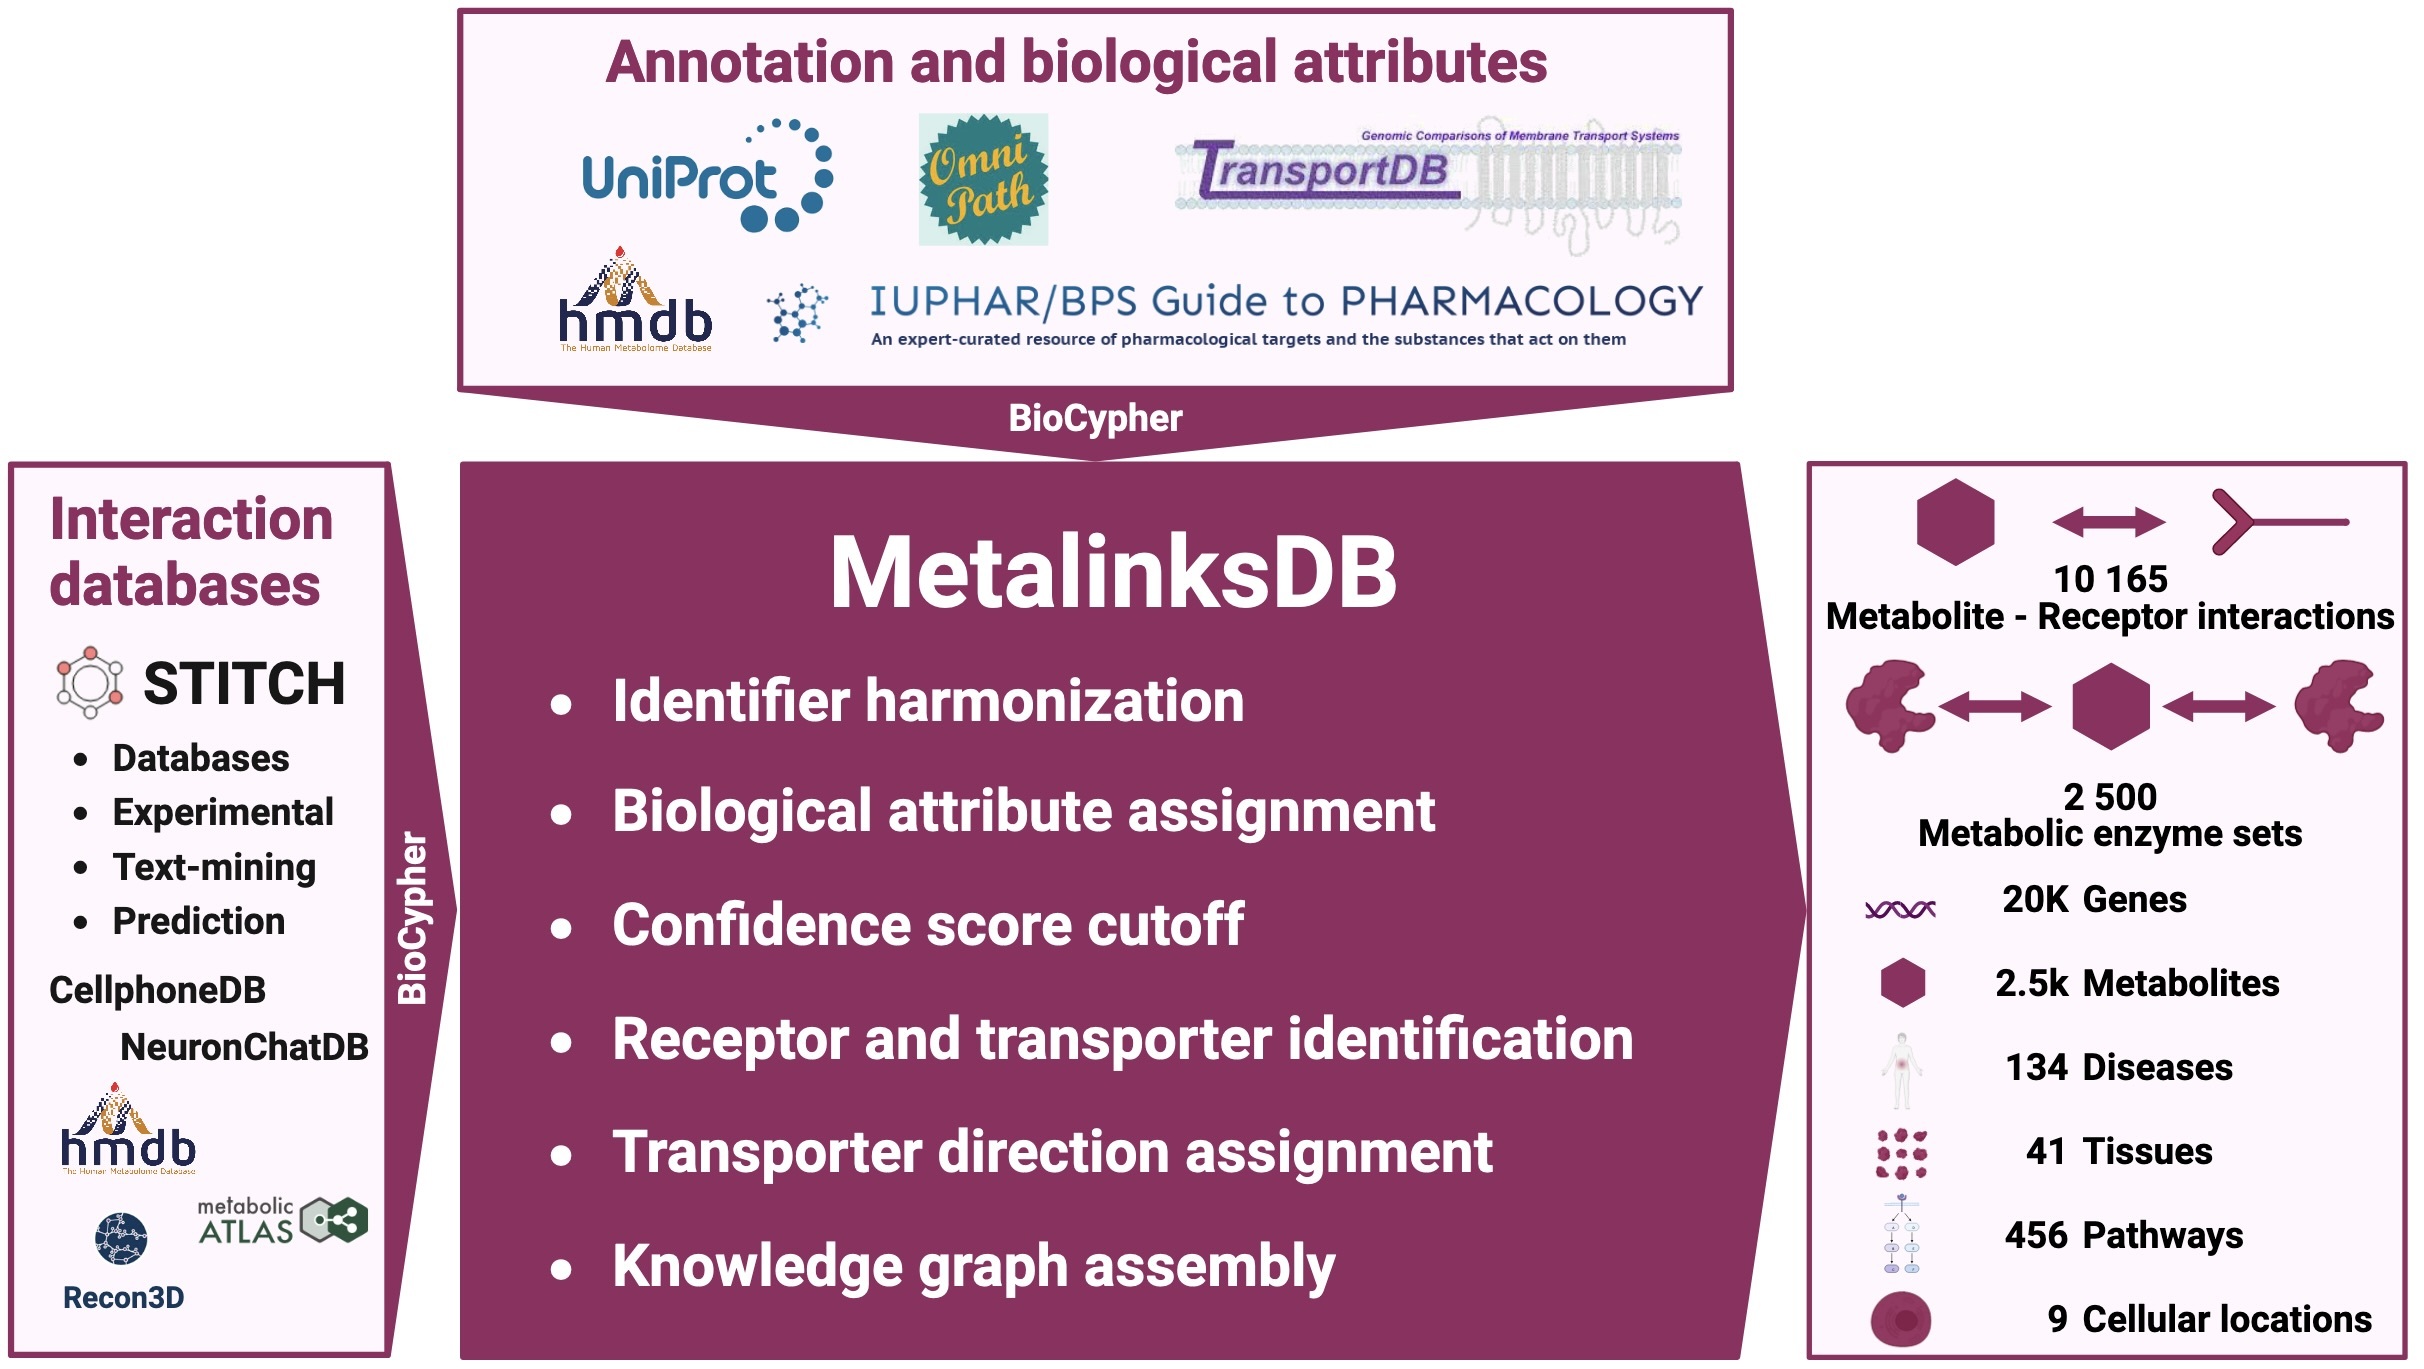 Annotation and biological attributes
UniProt
Omni
Path
Genomic Comparisons of Membrane Transport Systems
TransportDB
hmdb
The Human Metabolome Database
IUPHAR/BPS Guide to PHARMACOLOGY
An expert-curated resource of pharmacological targets and the substances that act on them
BioCypher
Interaction
databases
STITCH
• Databases
• Experimental
• Text-mining
• Prediction
CellphoneDB
NeuronChatDB
hmdb
The Human Metabolome Database
metabolic
ATLAS
Recon3D
BioCypher
MetalinksDB
• Identifier harmonization
• Biological attribute assignment
• Confidence score cutoff
• Receptor and transporter identification
• Transporter direction assignment
• Knowledge graph assembly
10 165
Metabolite - Receptor interactions
2 500
Metabolic enzyme sets
20K Genes
2.5k Metabolites
134 Diseases
41 Tissues
456 Pathways
9 Cellular locations